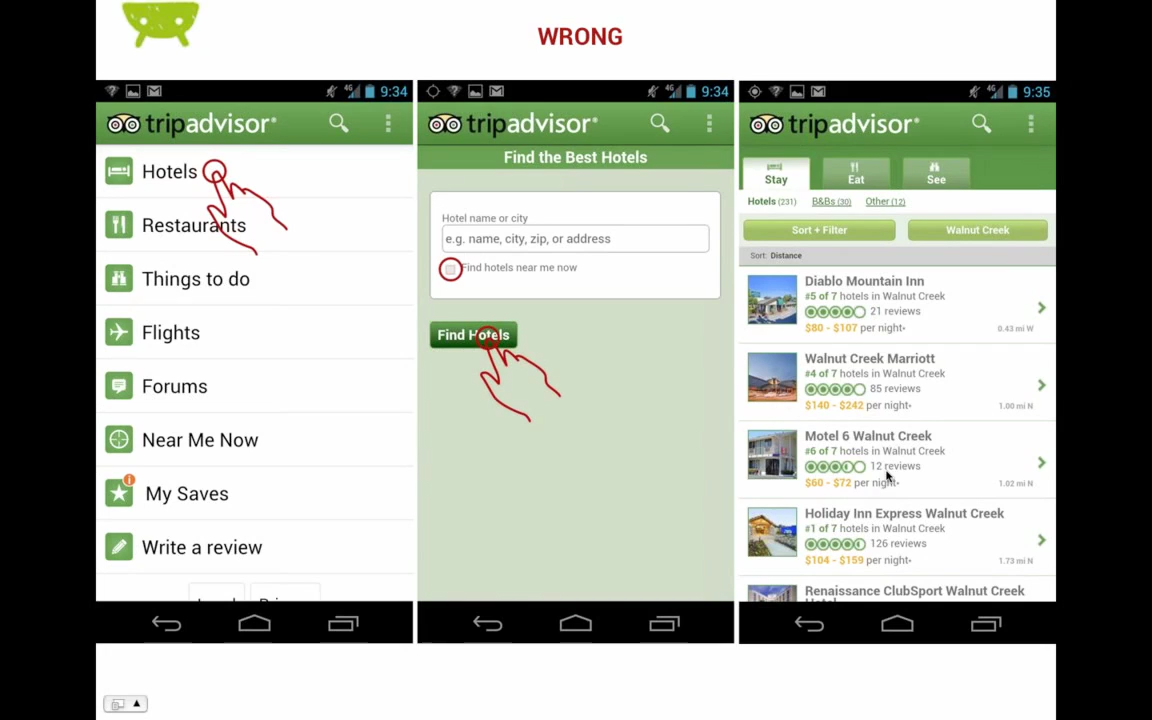 WRONG
4G 9:34
tripadvisor®
Hotels
Restaurants
Things to do
Flights
Forums
Near Me Now
My Saves
Write a review
4G 9:34
tripadvisor®
Find the Best Hotels
Hotel name or city
e.g. name, city, zip, or address
Find hotels near me now
Find Hotels
4G 9:35
tripadvisor®
Stay Eat See
Hotels (231) B&Bs (30) Other (12)
Sort + Filter Walnut Creek
Sort: Distance
Diablo Mountain Inn
#5 of 7 hotels in Walnut Creek
21 reviews
$80 - $107 per night* 0.43 mi W
Walnut Creek Marriott
#4 of 7 hotels in Walnut Creek
85 reviews
$140 - $242 per night* 1.00 mi N
Motel 6 Walnut Creek
#6 of 7 hotels in Walnut Creek
12 reviews
$60 - $72 per night* 1.02 mi N
Holiday Inn Express Walnut Creek
#1 of 7 hotels in Walnut Creek
126 reviews
$104 - $159 per night* 1.73 mi N
Renaissance ClubSport Walnut Creek
Hotel